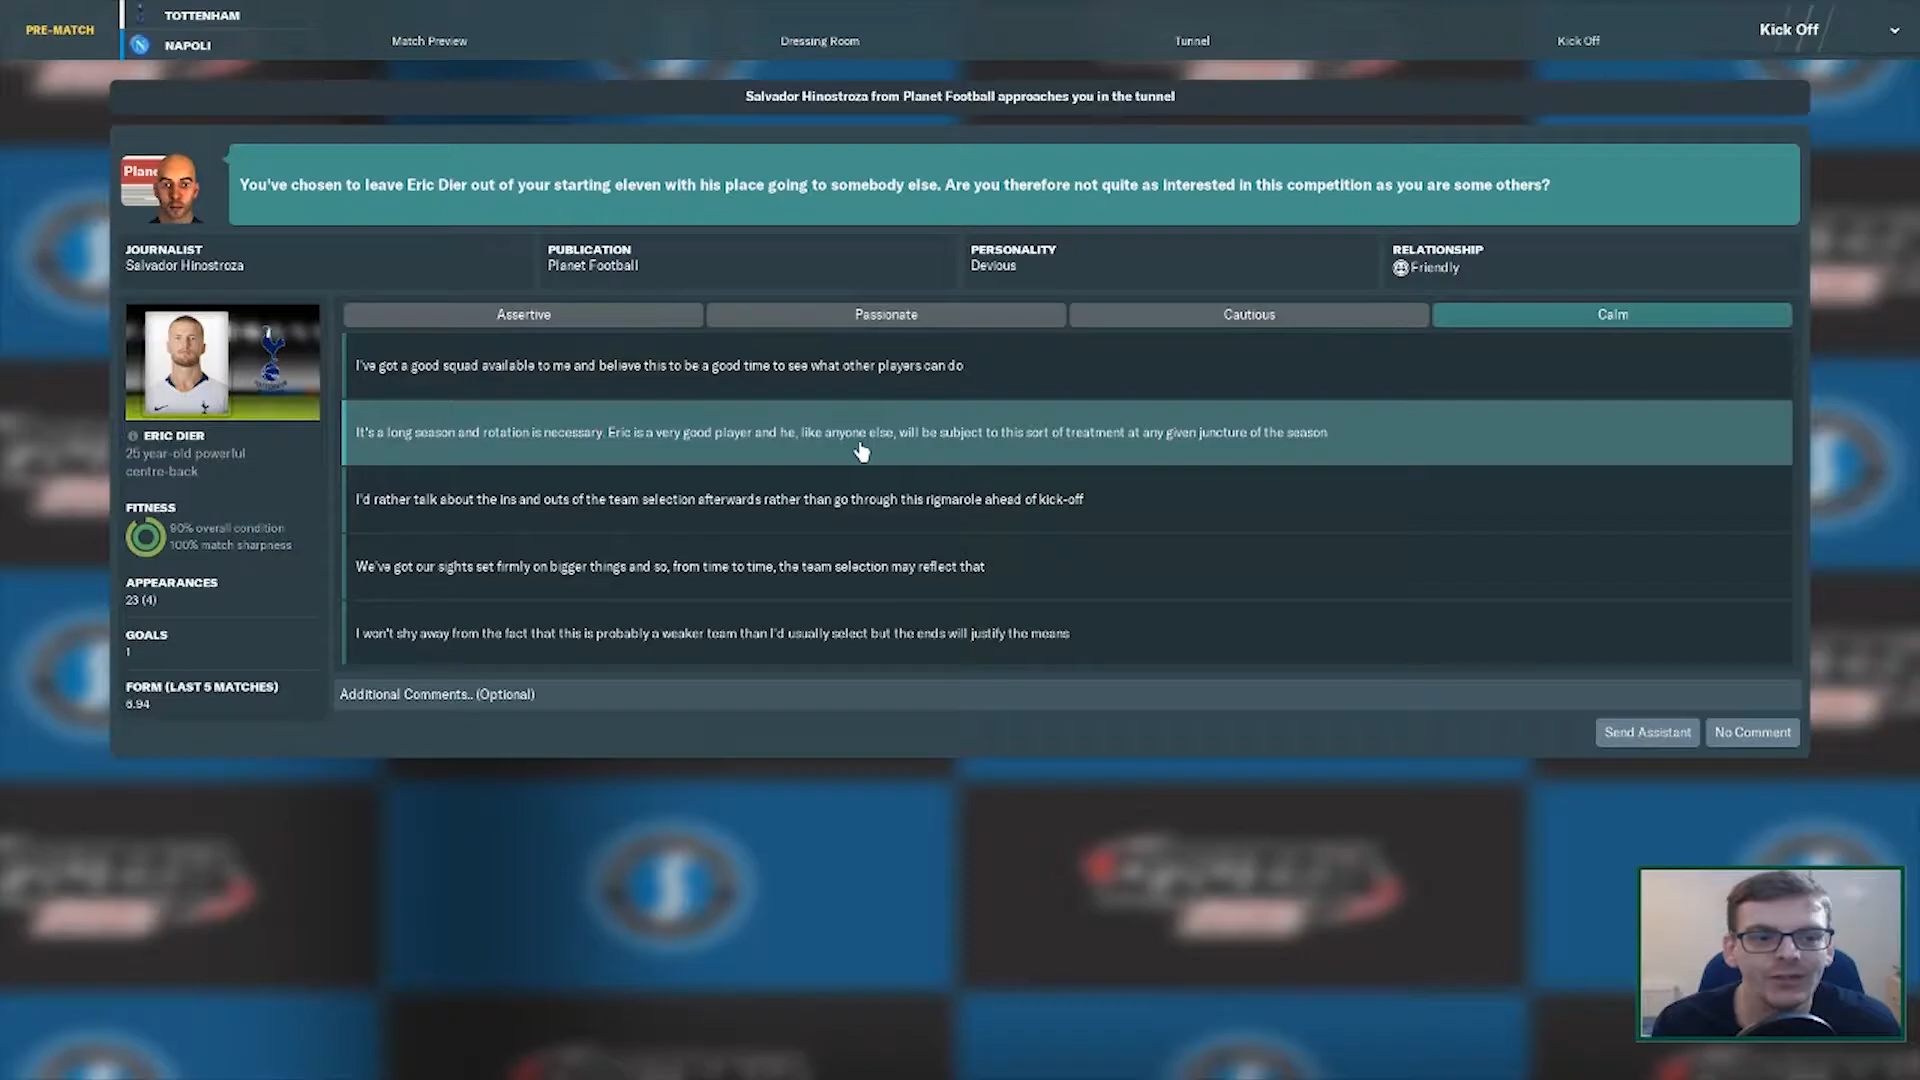 PRE-MATCH
TOTTENHAM
NAPOLI
Match Preview
Dressing Room
Tunnel
Kick Off
Kick Off
Salvador Hinostroza from Planet Football approaches you in the tunnel
Plane
You've chosen to leave Eric Dier out of your starting eleven with his place going to somebody else. Are you therefore not quite as interested in this competition as you are some others?
JOURNALIST
Salvador Hinostroza
PUBLICATION
Planet Football
PERSONALITY
Devious
RELATIONSHIP
Friendly
Assertive
Passionate
Cautious
Calm
I've got a good squad available to me and believe this to be a good time to see what other players can do
It's a long season and rotation is necessary. Eric is a very good player and he, like anyone else, will be subject to this sort of treatment at any given juncture of the season
I'd rather talk about the ins and outs of the team selection afterwards rather than go through this rigmarole ahead of kick-off
We've got our sights set firmly on bigger things and so, from time to time, the team selection may reflect that
I won't shy away from the fact that this is probably a weaker team than I'd usually select but the ends will justify the means
ERIC DIER
25 year-old powerful
centre-back
FITNESS
90% overall condition
100% match sharpness
APPEARANCES
23 (4)
GOALS
1
FORM (LAST 5 MATCHES)
6.94
Additional Comments.. (Optional)
Send Assistant
No Comment